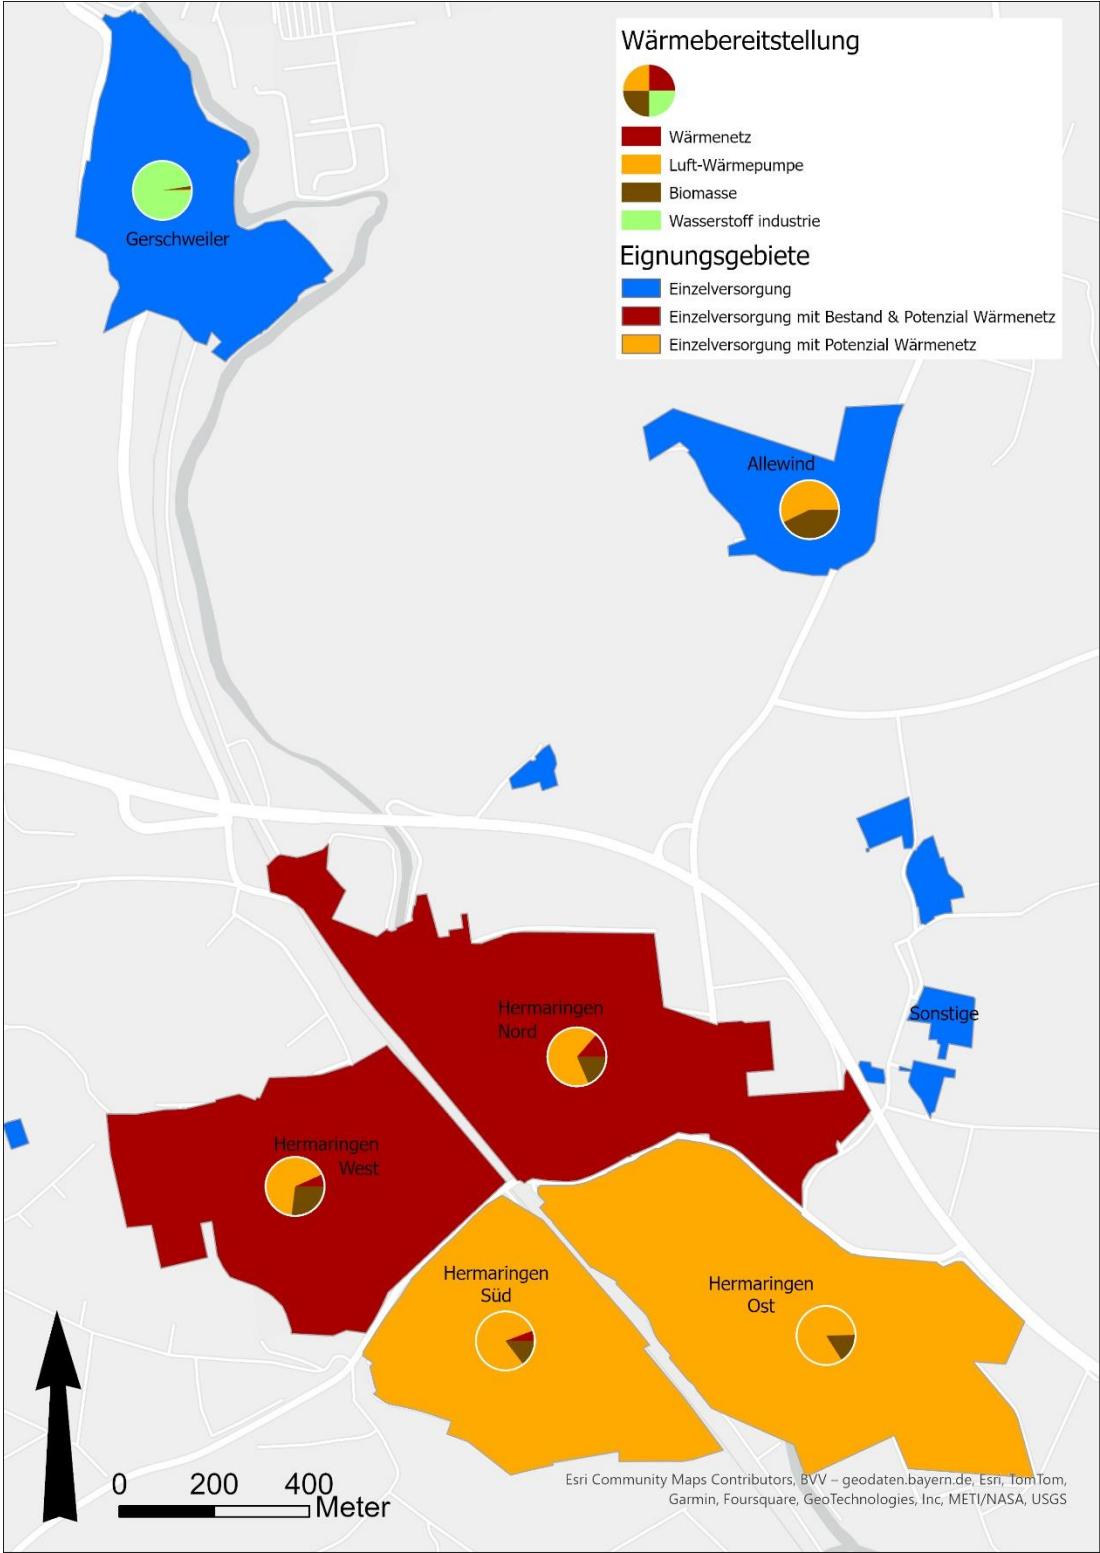 Wärmebereitstellung
Wärmenetz
Luft-Wärmepumpe
Biomasse
Wasserstoff industrie
Eignungsgebiete
Einzelversorgung
Einzelversorgung mit Bestand & Potenzial Wärmenetz
Einzelversorgung mit Potenzial Wärmenetz
Gerschweiler
Allewind
Hermaringen
Nord
Sonstige
Hermaringen
West
Hermaringen
Süd
Hermaringen
Ost
0 200 400
Meter
Esri Community Maps Contributors, BVV – geodaten.bayern.de, Esri, TomTom,
Garmin, Foursquare, GeoTechnologies, Inc, METI/NASA, USGS